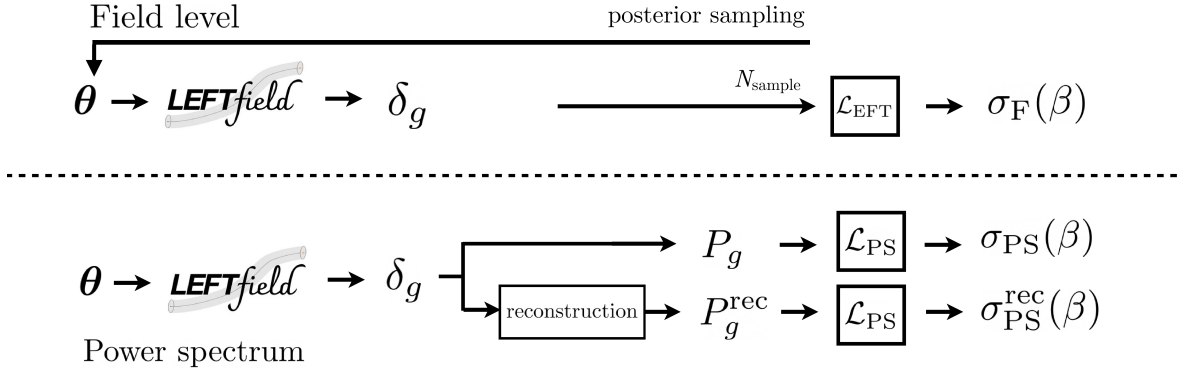 Field level
posterior sampling
θ LEFTfield δ_g N_sample ℒ_EFT σ_F(β)
θ LEFTfield δ_g P_g ℒ_PS σ_PS(β)
reconstruction P_g^rec ℒ_PS σ_PS^rec(β)
Power spectrum